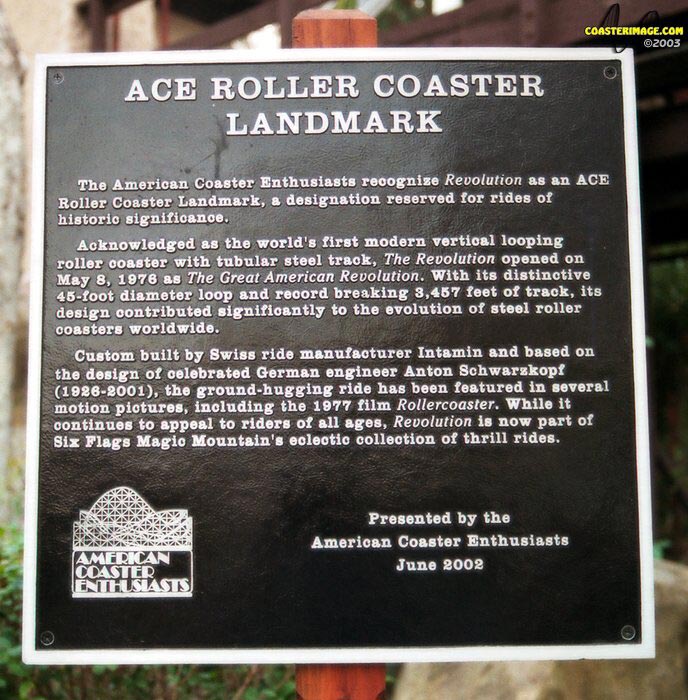 COASTERIMAGE.COM
©2003
ACE ROLLER COASTER
LANDMARK
The American Coaster Enthusiasts recognize Revolution as an ACE
Roller Coaster Landmark, a designation reserved for rides of
historic significance.
Acknowledged as the world's first modern vertical looping
roller coaster with tubular steel track, The Revolution opened on
May 8, 1976 as The Great American Revolution. With its distinctive
45-foot diameter loop and record breaking 3,457 feet of track, its
design contributed significantly to the evolution of steel roller
coasters worldwide.
Custom built by Swiss ride manufacturer Intamin and based on
the design of celebrated German engineer Anton Schwarzkopf
(1926-2001), the ground-hugging ride has been featured in several
motion pictures, including the 1977 film Rollercoaster. While it
continues to appeal to riders of all ages, Revolution is now part of
Six Flags Magic Mountain's eclectic collection of thrill rides.
AMERICAN
COASTER
ENTHUSIASTS
Presented by the
American Coaster Enthusiasts
June 2002